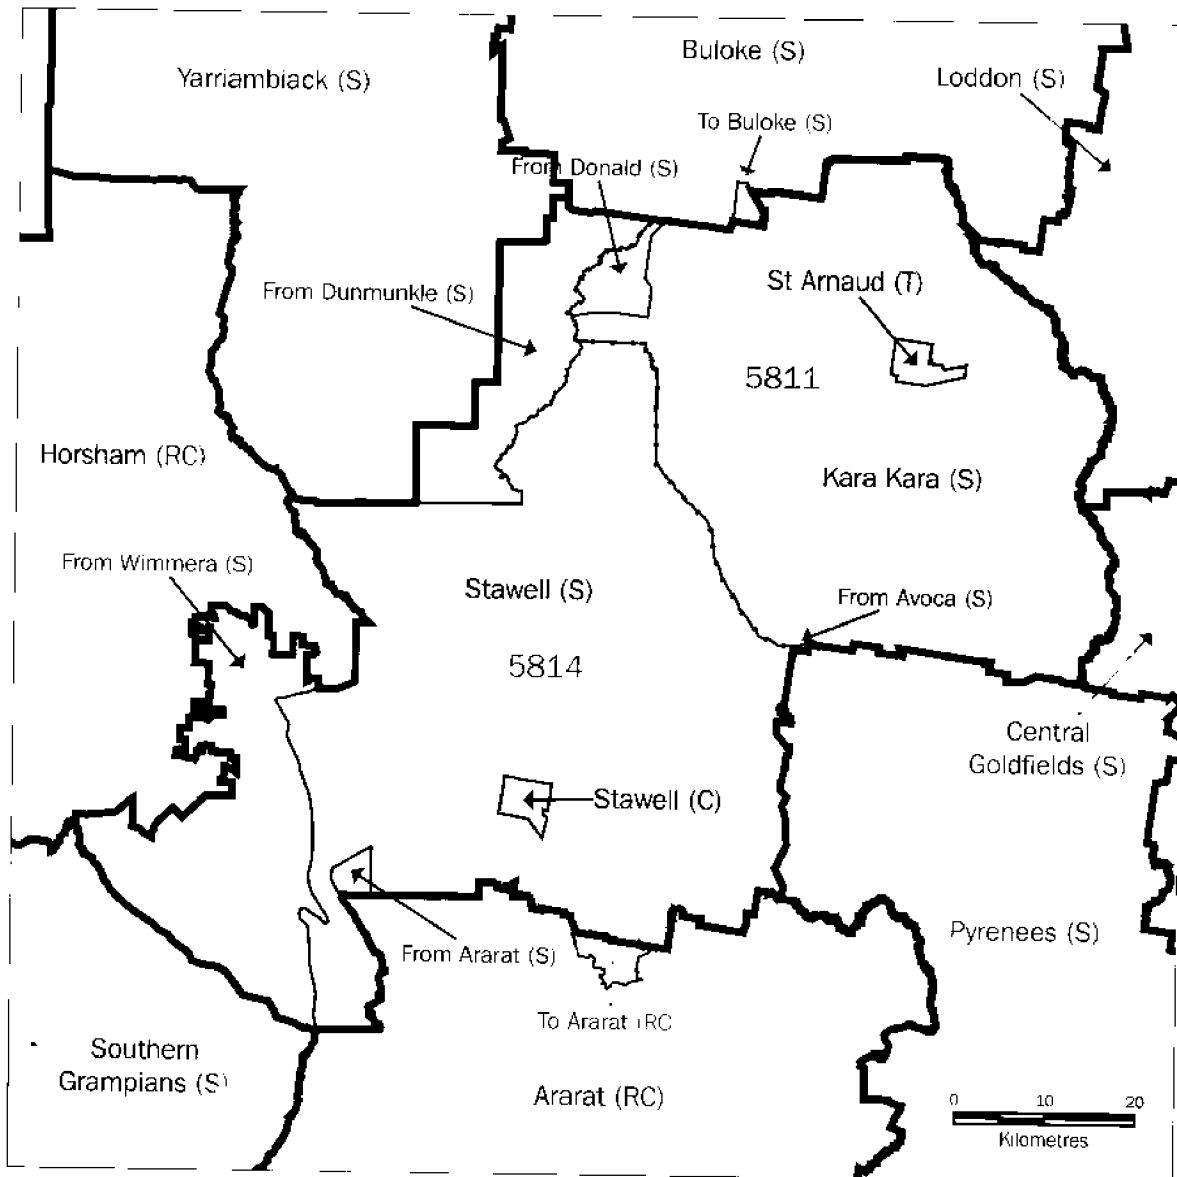 Buloke (S)
Yarriambiack (S)
Loddon (S)
To Buloke (S)
From Donald (S)
St Arnaud (T)
From Dunmunkle (S)
5811
Horsham (RC)
Kara Kara (S)
From Wimmera (S)
Stawell (S)
From Avoca (S)
5814
Central
Goldfields (S)
Stawell (C)
Pyrenees (S)
From Ararat (S)
To Ararat (RC
Southern
Grampians (S)
Ararat (RC)
0 10 20
Kilometres